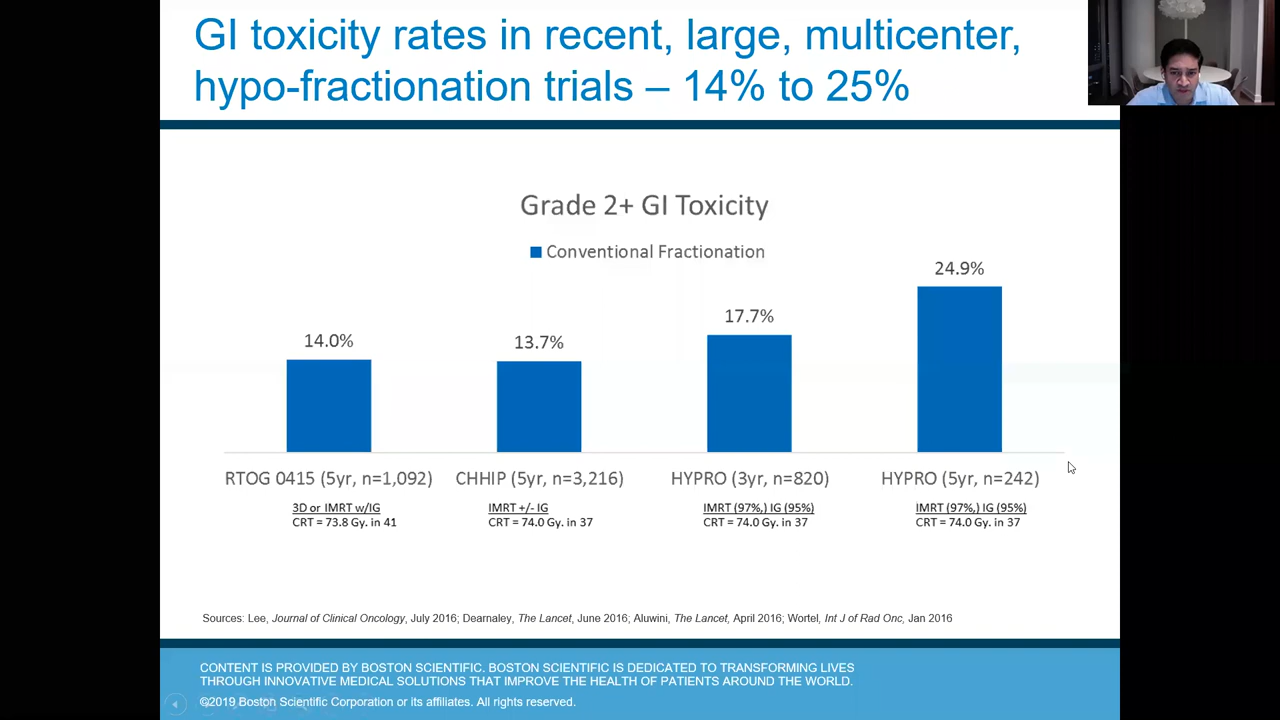 GI toxicity rates in recent, large, multicenter,
hypo-fractionation trials – 14% to 25%
Grade 2+ GI Toxicity
Conventional Fractionation
24.9%
17.7%
14.0%
13.7%
RTOG 0415 (5yr, n=1,092) CHHIP (5yr, n=3,216) HYPRO (3yr, n=820) HYPRO (5yr, n=242)
3D or IMRT w/IG IMRT +/- IG IMRT (97%,) IG (95%) IMRT (97%,) IG (95%)
CRT = 73.8 Gy. in 41 CRT = 74.0 Gy. in 37 CRT = 74.0 Gy. in 37 CRT = 74.0 Gy. in 37
Sources: Lee, Journal of Clinical Oncology, July 2016; Dearnaley, The Lancet, June 2016; Aluwini, The Lancet, April 2016; Wortel, Int J of Rad Onc, Jan 2016
CONTENT IS PROVIDED BY BOSTON SCIENTIFIC. BOSTON SCIENTIFIC IS DEDICATED TO TRANSFORMING LIVES
THROUGH INNOVATIVE MEDICAL SOLUTIONS THAT IMPROVE THE HEALTH OF PATIENTS AROUND THE WORLD.
©2019 Boston Scientific Corporation or its affiliates. All rights reserved.